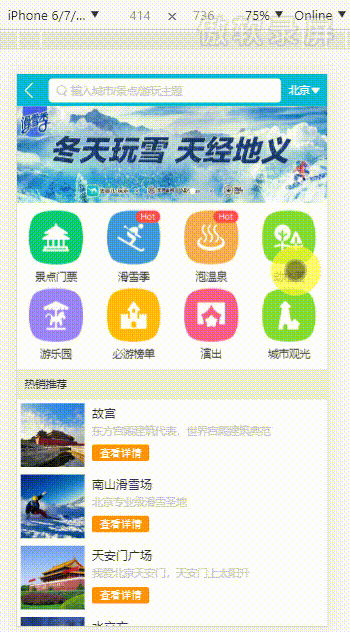 iPhone 6/7/... ▼ 414 × 736 75% ▼ Online ▼
傲软录屏
输入城市/景点/游玩主题 北京
滑雪季
冬天玩雪 天经地义
Hot Hot
景点门票 滑雪季 泡温泉
游乐园 必游榜单 演出 城市观光
热销推荐
故宫
东方宫殿建筑代表，世界宫殿建筑典范
查看详情
南山滑雪场
北京专业级滑雪圣地
查看详情
天安门广场
我爱北京天安门，天安门上太阳升
查看详情